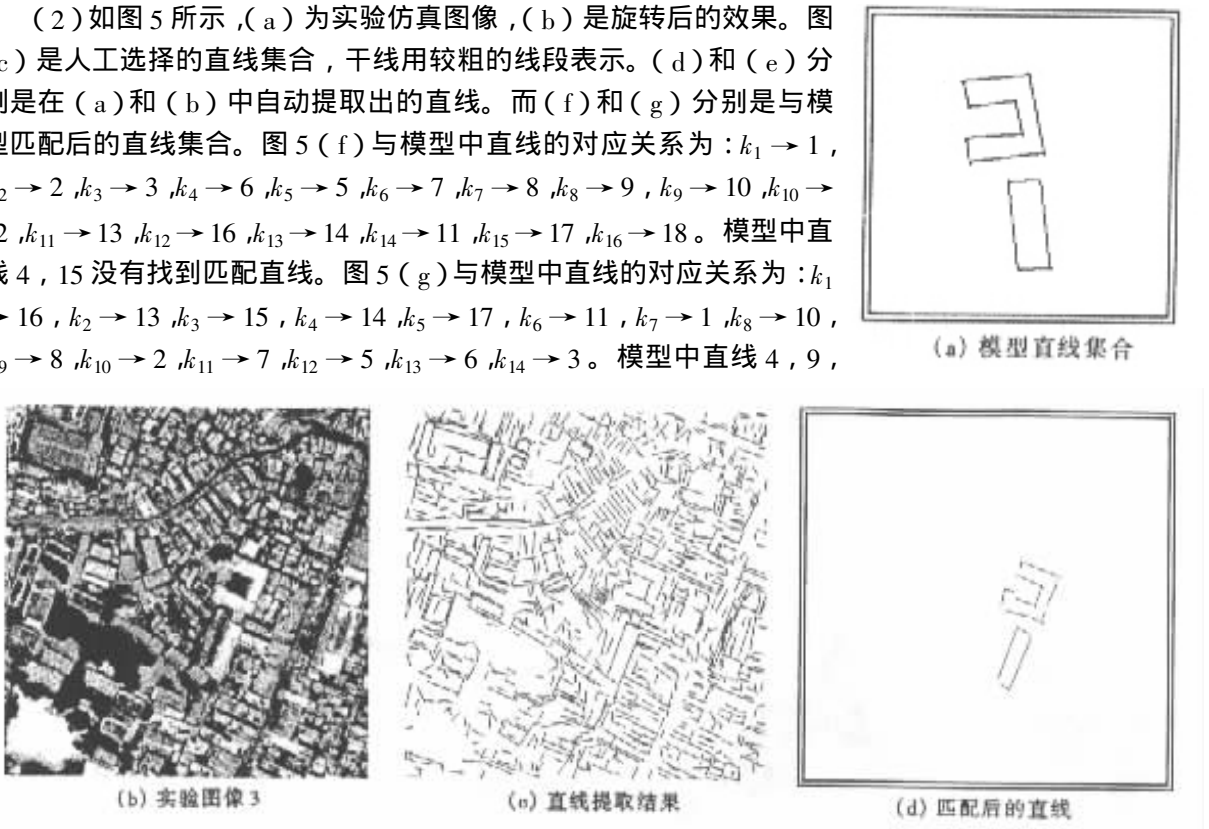 (2)如图5所示,(a)为实验仿真图像,(b)是旋转后的效果。图
c)是人工选择的直线集合,干线用较粗的线段表示。(d)和(e)分
是在(a)和(b)中自动提取出的直线。而(f)和(g)分别是与模
匹配后的直线集合。图5(f)与模型中直线的对应关系为:k₁→1,
₂→2,k₃→3,k₄→6,k₅→5,k₆→7,k₇→8,k₈→9,k₉→10,k₁₀→
2,k₁₁→13,k₁₂→16,k₁₃→14,k₁₄→11,k₁₅→17,k₁₆→18。模型中直
4,15没有找到匹配直线。图5(g)与模型中直线的对应关系为:k₁
→16,k₂→13,k₃→15,k₄→14,k₅→17,k₆→11,k₇→1,k₈→10,
₉→8,k₁₀→2,k₁₁→7,k₁₂→5,k₁₃→6,k₁₄→3。模型中直线4,9,
(a) 模型直线集合
(b) 实验图像3
(c) 直线提取结果
(d) 匹配后的直线